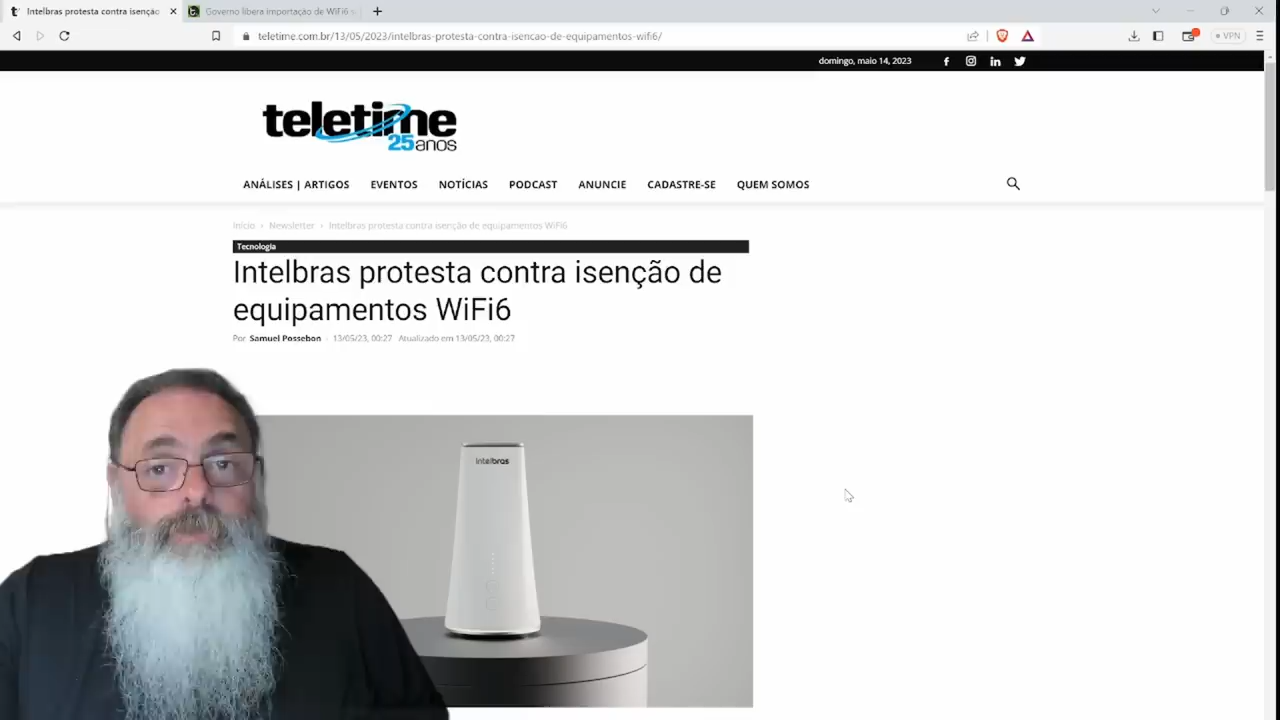 Intelbras protesta contra isenção
Governo libera importação de WiFi6 s
teletime.com.br/13/05/2023/intelbras-protesta-contra-isencao-de-equipamentos-wifi6/
VPN
domingo, maio 14, 2023
teletime
25anos
ANÁLISES | ARTIGOS
EVENTOS
NOTÍCIAS
PODCAST
ANUNCIE
CADASTRE-SE
QUEM SOMOS
Início › Newsletter › Intelbras protesta contra isenção de equipamentos WiFi6
Tecnologia
Intelbras protesta contra isenção de
equipamentos WiFi6
Por Samuel Possebon - 13/05/23, 00:27 Atualizado em 13/05/23, 00:27
intelbras